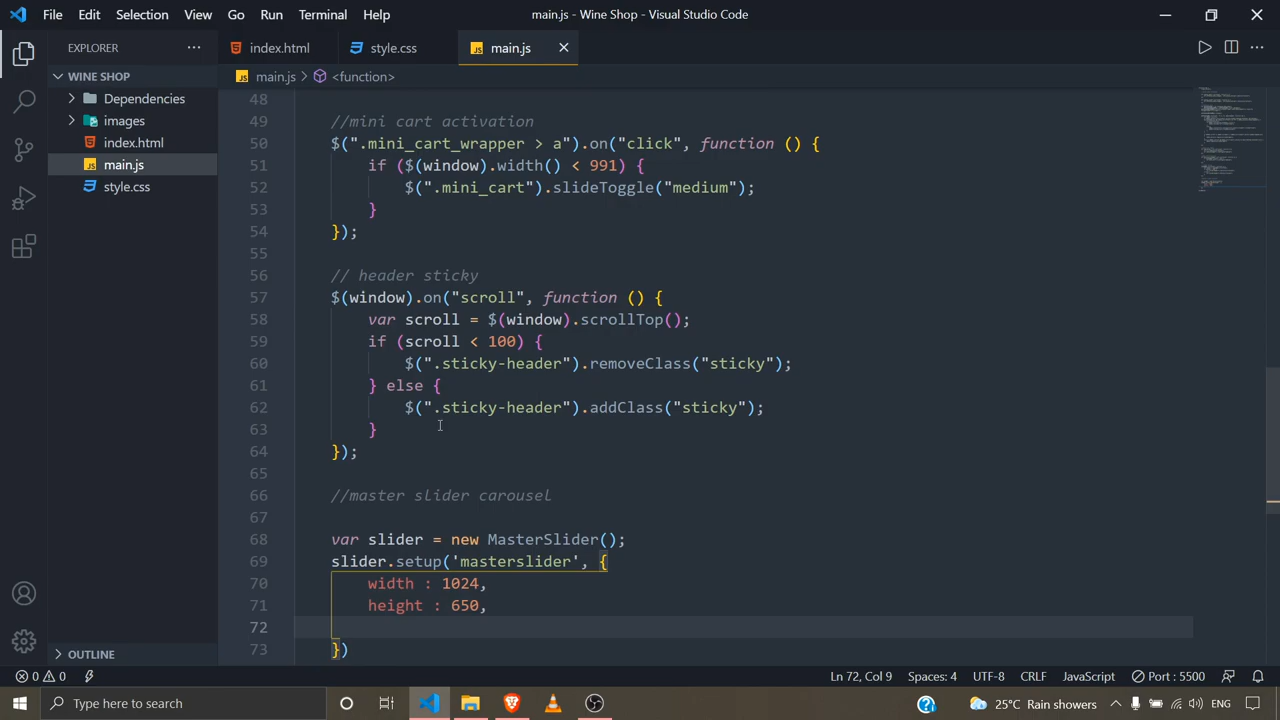 File Edit Selection View Go Run Terminal Help main.js - Wine Shop - Visual Studio Code
EXPLORER ··· index.html style.css JS main.js
WINE SHOP
JS main.js > <function>
Dependencies
images
index.html
JS main.js
style.css
48
49 //mini cart activation
50 $(".mini_cart_wrapper > a").on("click", function () {
51 if ($(window).width() < 991) {
52 $(".mini_cart").slideToggle("medium");
53 }
54 });
55
56 // header sticky
57 $(window).on("scroll", function () {
58 var scroll = $(window).scrollTop();
59 if (scroll < 100) {
60 $(".sticky-header").removeClass("sticky");
61 } else {
62 $(".sticky-header").addClass("sticky");
63 }
64 });
65
66 //master slider carousel
67
68 var slider = new MasterSlider();
69 slider.setup('masterslider', {
70 width : 1024,
71 height : 650,
72
73 })
OUTLINE
0 0 Ln 72, Col 9 Spaces: 4 UTF-8 CRLF JavaScript Port : 5500
Type here to search 25°C Rain showers ENG